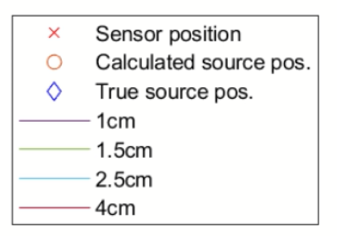 Sensor position
Calculated source pos.
True source pos.
1cm
1.5cm
2.5cm
4cm